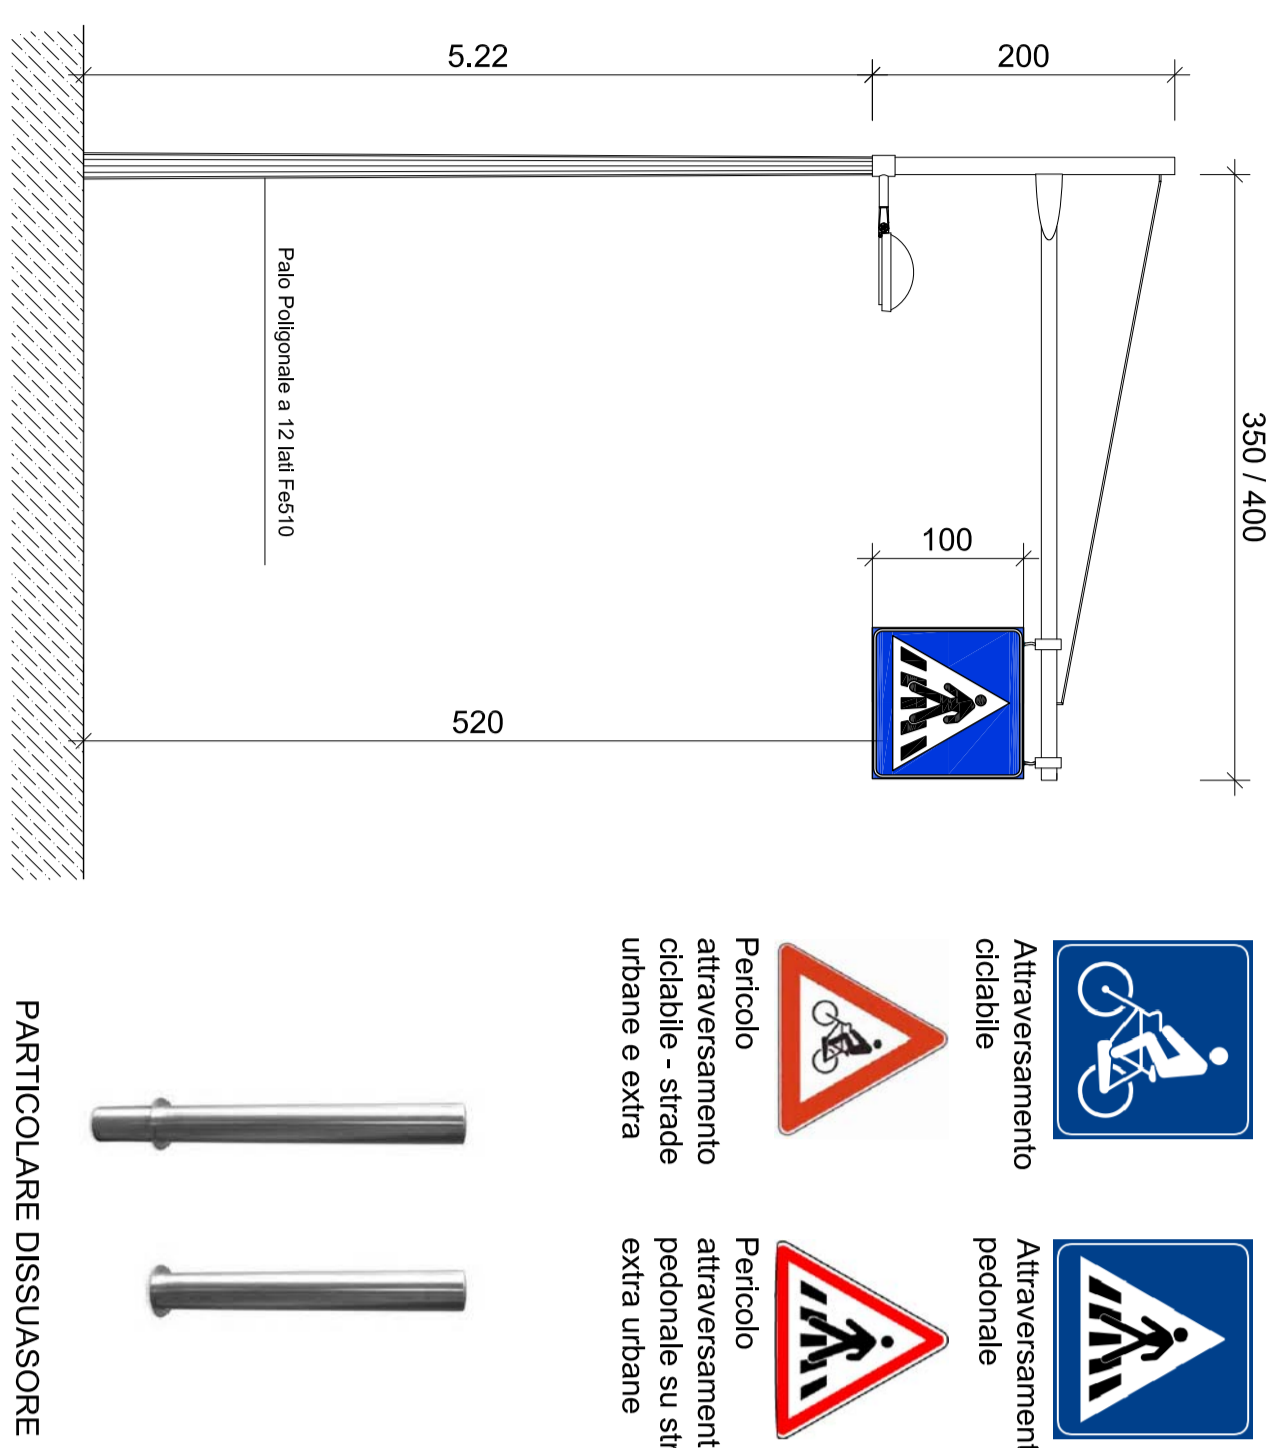 5.22
200
350 / 400
Palo Poligonale a 12 lati Fe510
100
520
Attraversamento
ciclabile
Pericolo
attraversamento
ciclabile - strade
urbane e extra
Attraversament
pedonale
Pericolo
attraversament
pedonale su str
extra urbane
PARTICOLARE DISSUASORE